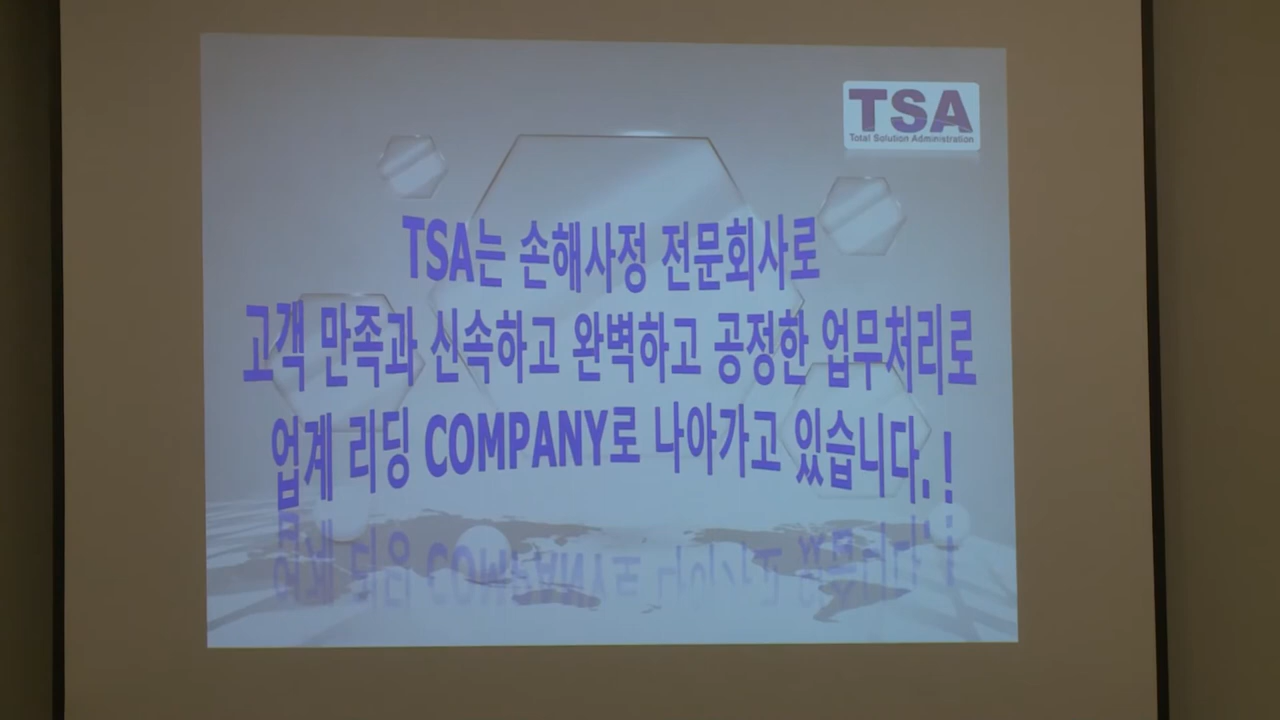 TSA
Total Solution Administration
TSA는 손해사정 전문회사로
고객 만족과 신속하고 완벽하고 공정한 업무처리로
업계 리딩 COMPANY로 나아가고 있습니다.!